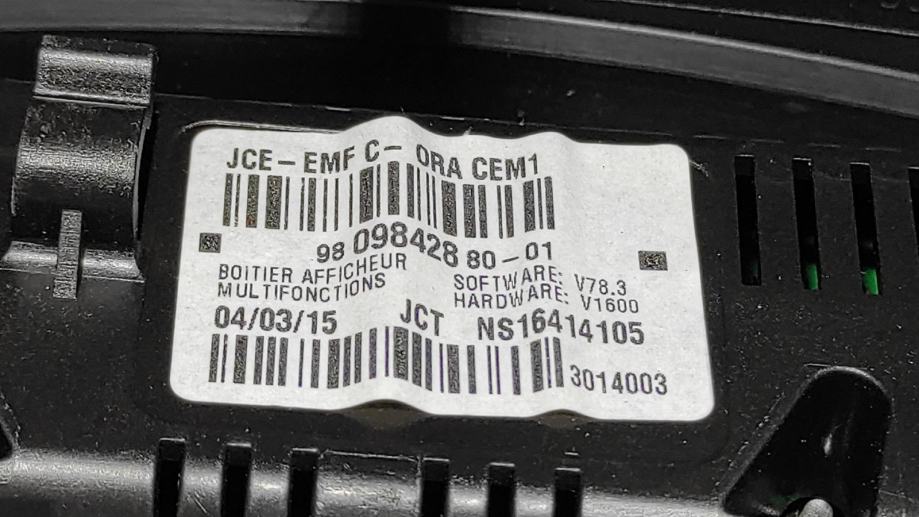 JCE-EMF C- ORA CEM1
98 098428 80-01
BOITIER AFFICHEUR
MULTIFONCTIONS
SOFTWARE: V78.3
HARDWARE: V1600
04/03/15 JCT NS16414105
3014003